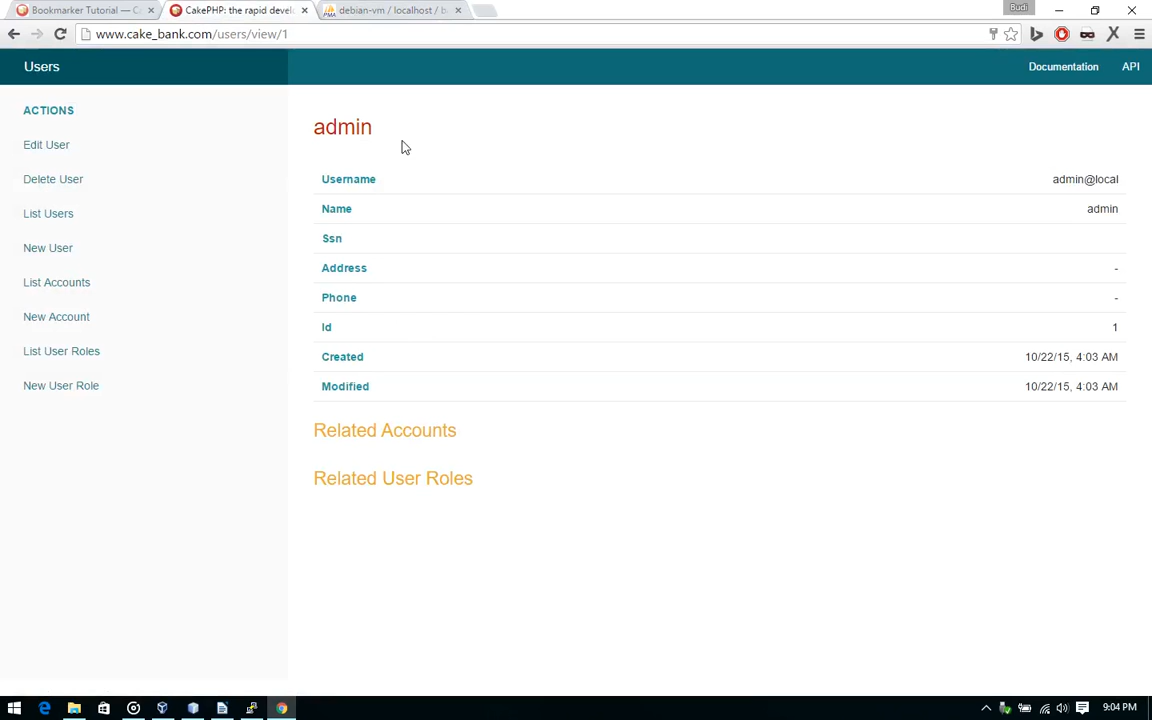 Budi
Bookmarker Tutorial — C
CakePHP: the rapid devel
debian-vm / localhost / b
www.cake_bank.com/users/view/1
Users
Documentation
API
ACTIONS
Edit User
Delete User
List Users
New User
List Accounts
New Account
List User Roles
New User Role
admin
Username admin@local
Name admin
Ssn
Address -
Phone -
Id 1
Created 10/22/15, 4:03 AM
Modified 10/22/15, 4:03 AM
Related Accounts
Related User Roles
9:04 PM